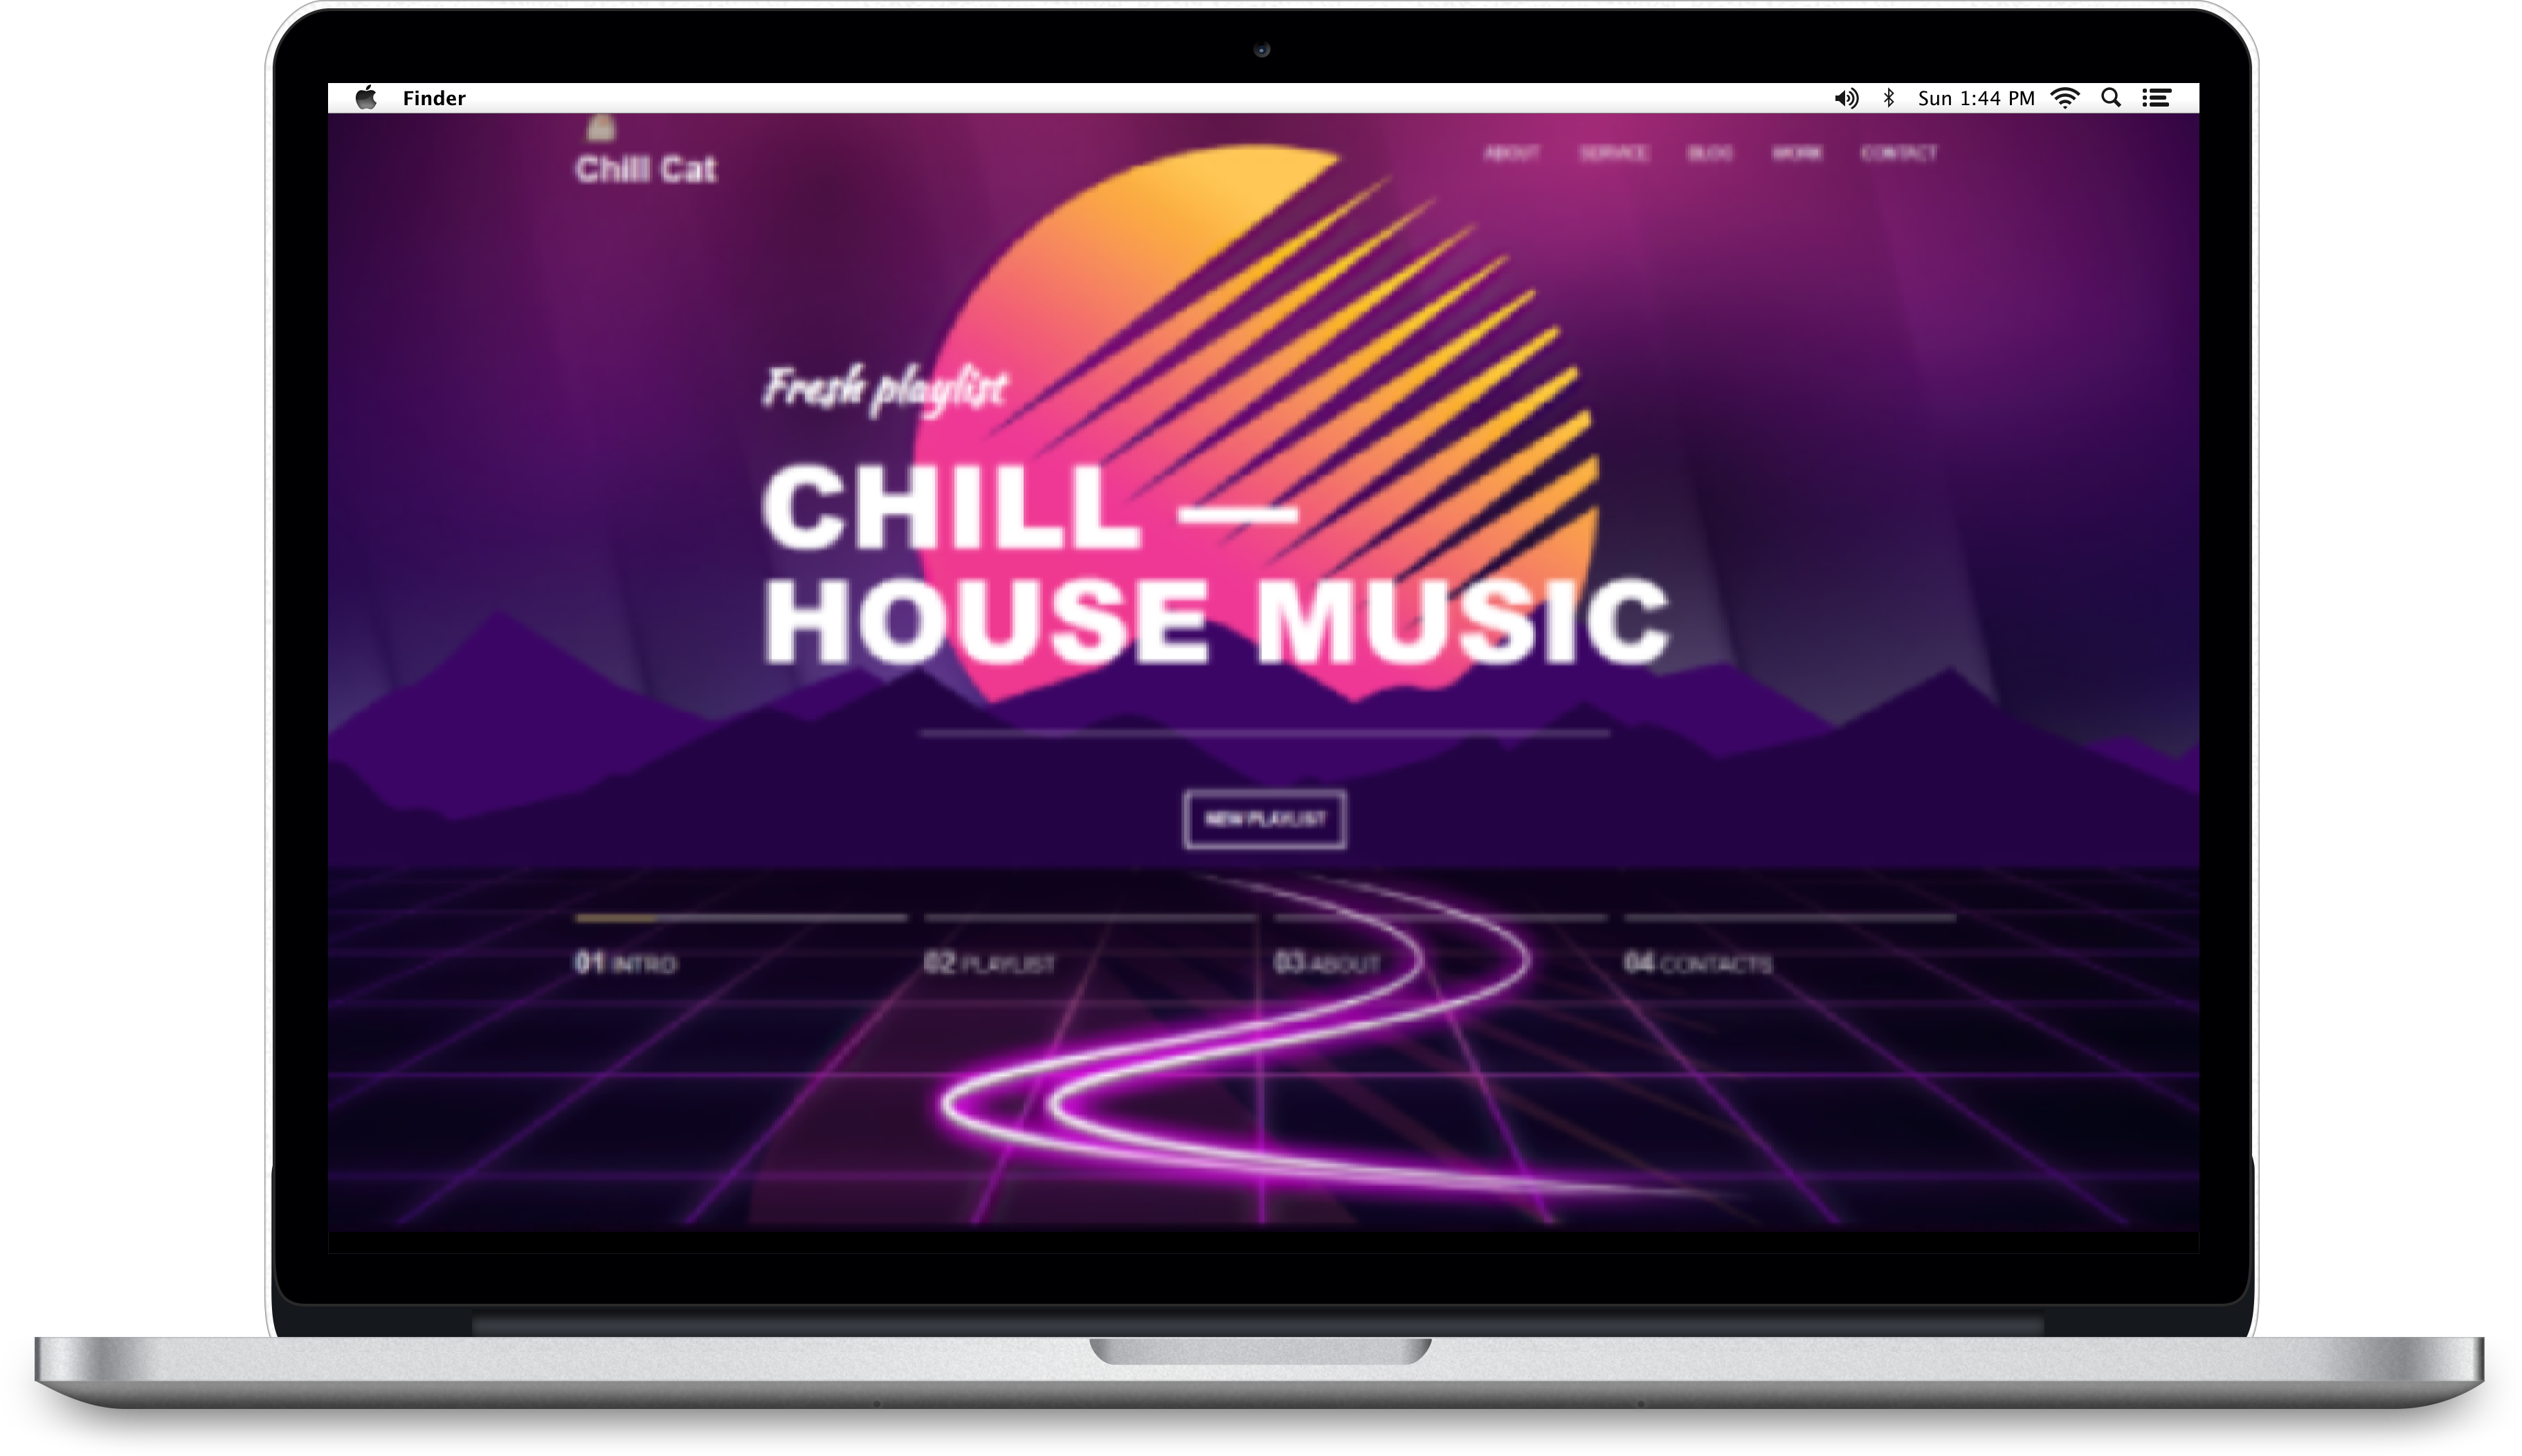 Finder
Sun 1:44 PM
Chill Cat
ABOUT SERVICE BLOG WORK CONTACT
Fresh playlist
CHILL —
HOUSE MUSIC
NEW PLAYLIST
01 INTRO
02 PLAYLIST
03 ABOUT
04 CONTACTS